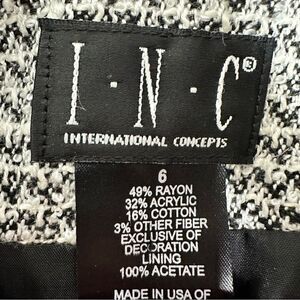 I·N·C®
INTERNATIONAL CONCEPTS
6
49% RAYON
32% ACRYLIC
16% COTTON
3% OTHER FIBER
EXCLUSIVE OF
DECORATION
LINING
100% ACETATE
MADE IN USA OF